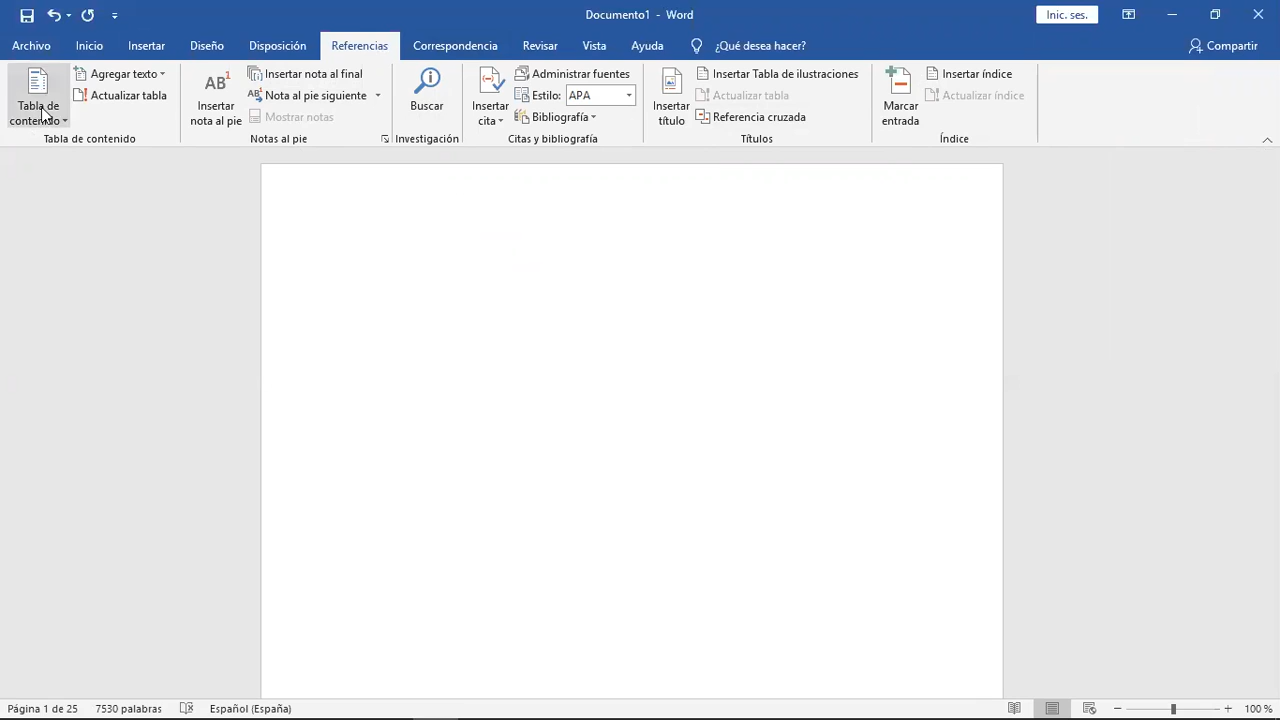 Documento1 - Word
Inic. ses.
Archivo Inicio Insertar Diseño Disposición Referencias Correspondencia Revisar Vista Ayuda ¿Qué desea hacer? Compartir
Tabla de contenido
Agregar texto
Actualizar tabla
Tabla de contenido
AB1
Insertar nota al pie
Insertar nota al final
Nota al pie siguiente
Mostrar notas
Notas al pie
Buscar
Investigación
Insertar cita
Administrar fuentes
Estilo: APA
Bibliografía
Citas y bibliografía
Insertar título
Insertar Tabla de ilustraciones
Actualizar tabla
Referencia cruzada
Títulos
Marcar entrada
Insertar índice
Actualizar índice
Índice
Página 1 de 25 7530 palabras Español (España) 100 %